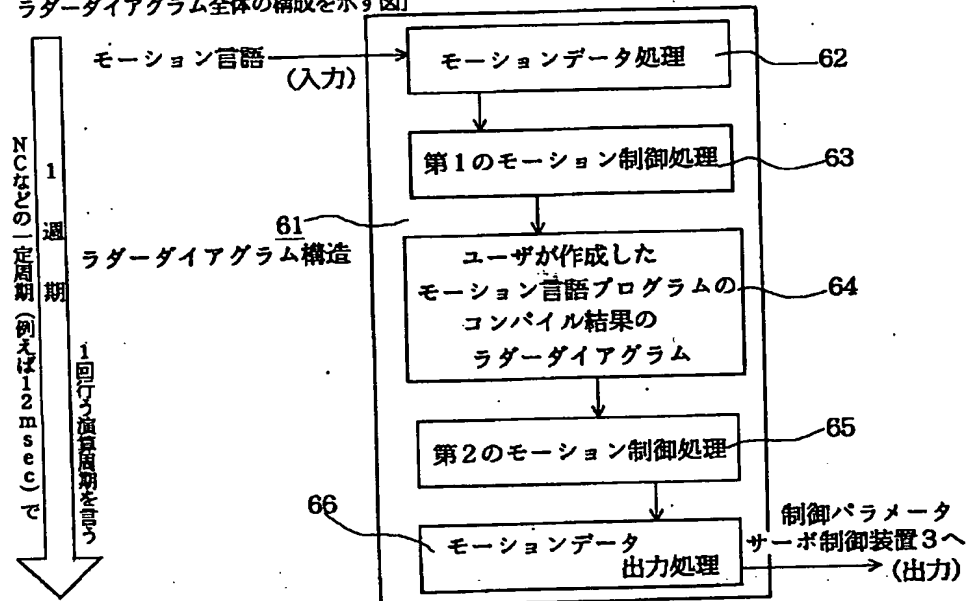 ラダーダイアグラム全体の構成を示す図」
モーション言語
(入力)
モーションデータ処理
62
第1のモーション制御処理
63
61
ラダーダイアグラム構造
ユーザが作成した
モーション言語プログラムの
コンパイル結果の
ラダーダイアグラム
64
第2のモーション制御処理
65
66
モーションデータ
出力処理
制御パラメータ
サーボ制御装置3へ
(出力)
1週期
NCなどの一定周期(例えば12msec)で
1回行う演算周期を言う